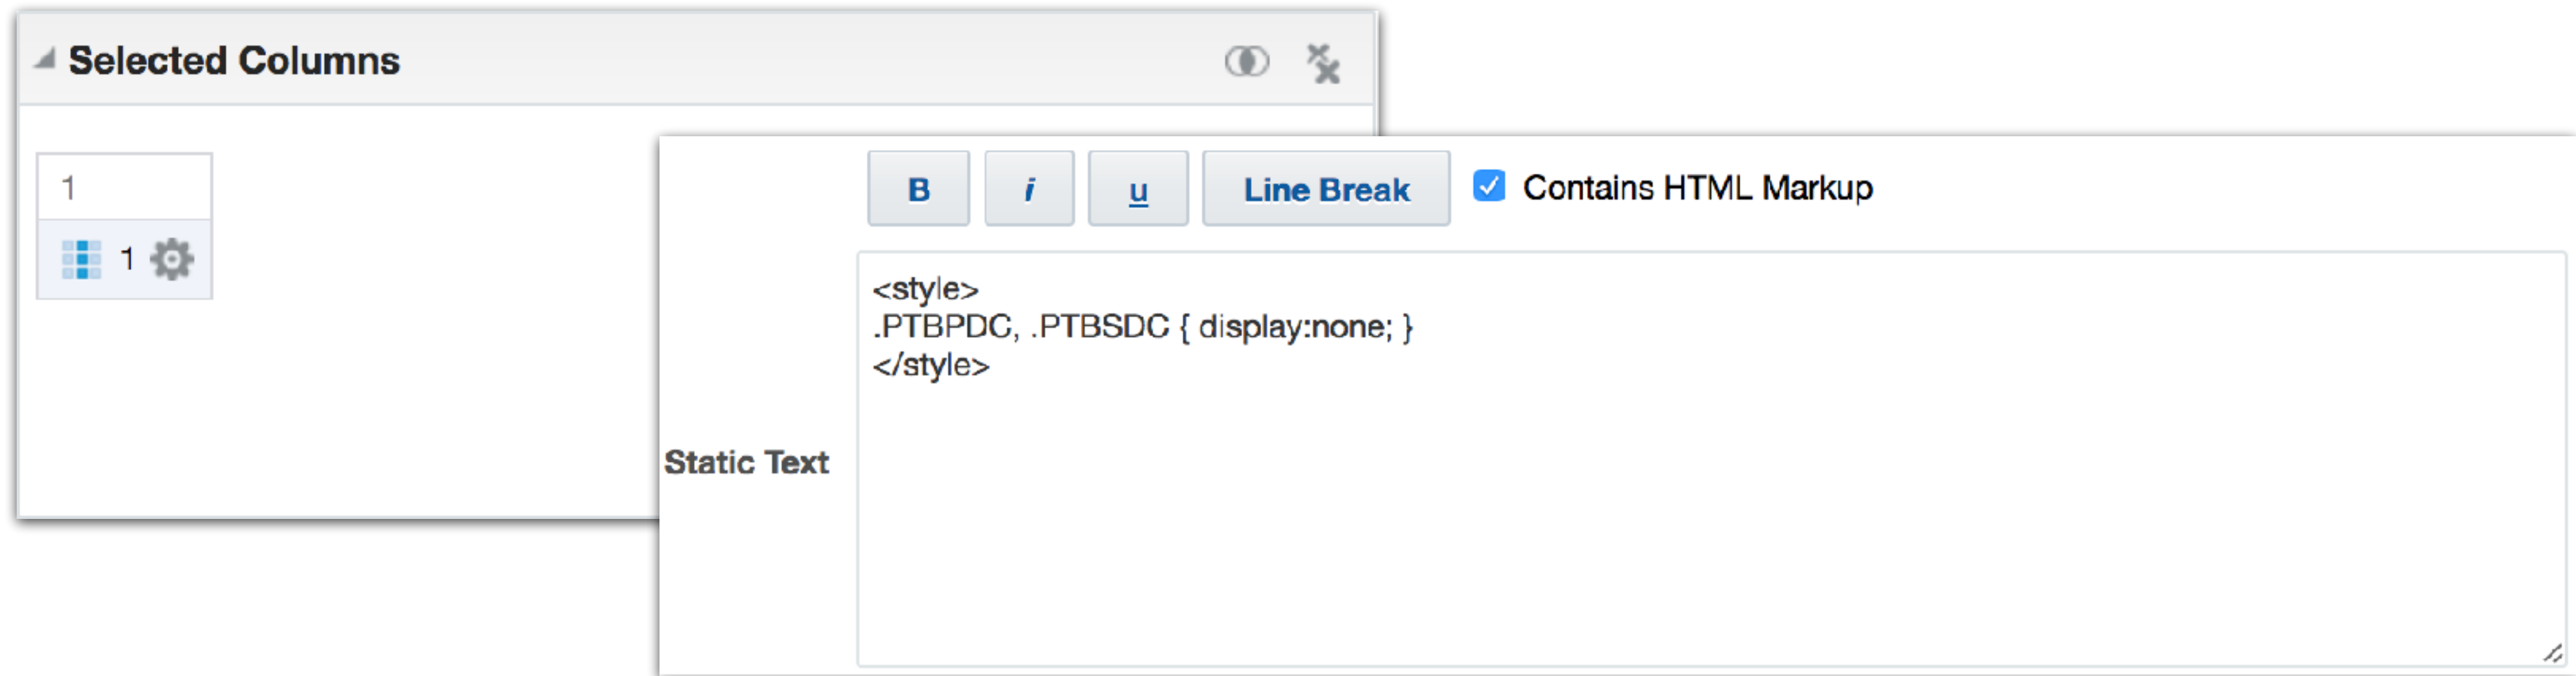 Selected Columns
1
1
B i u Line Break Contains HTML Markup
<style>
.PTBPDC, .PTBSDC { display:none; }
</style>
Static Text